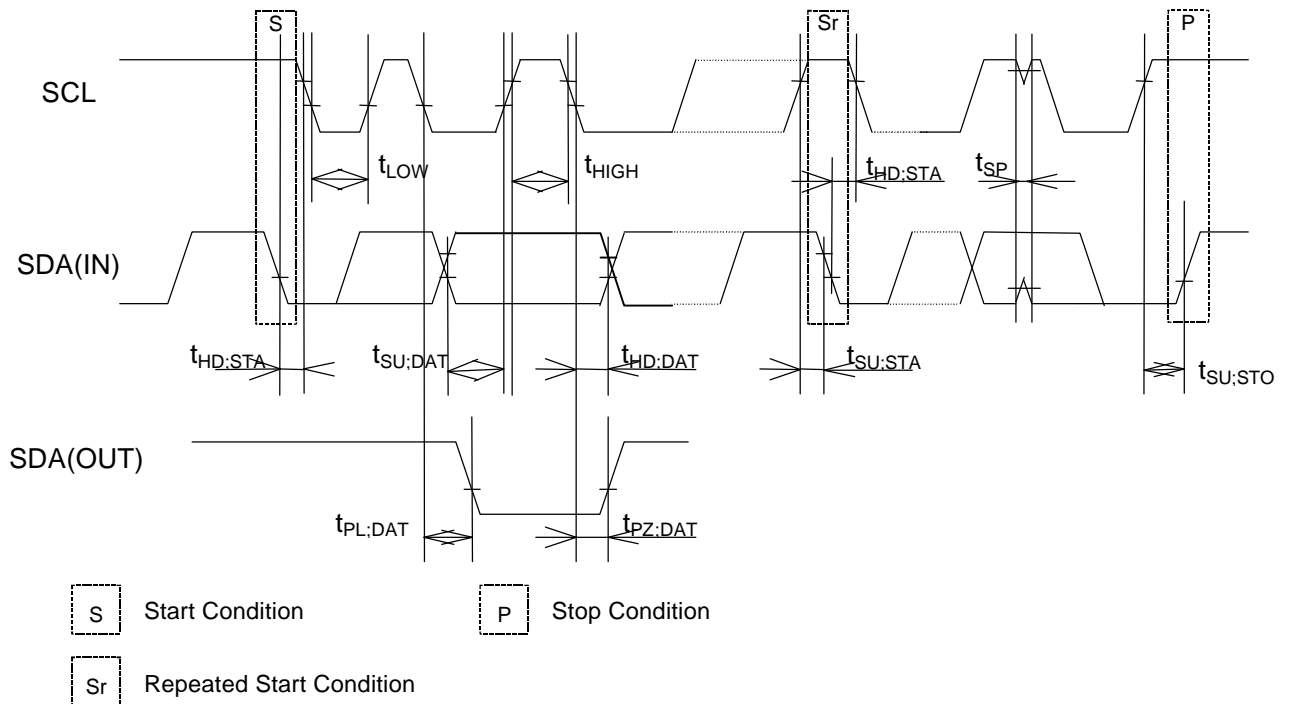 S Sr P
SCL
tLOW tHIGH tHD;STA tSP
SDA(IN)
tHD;STA tSU;DAT tHD;DAT tSU;STA tSU;STO
SDA(OUT)
tPL;DAT tPZ;DAT
S Start Condition P Stop Condition
Sr Repeated Start Condition